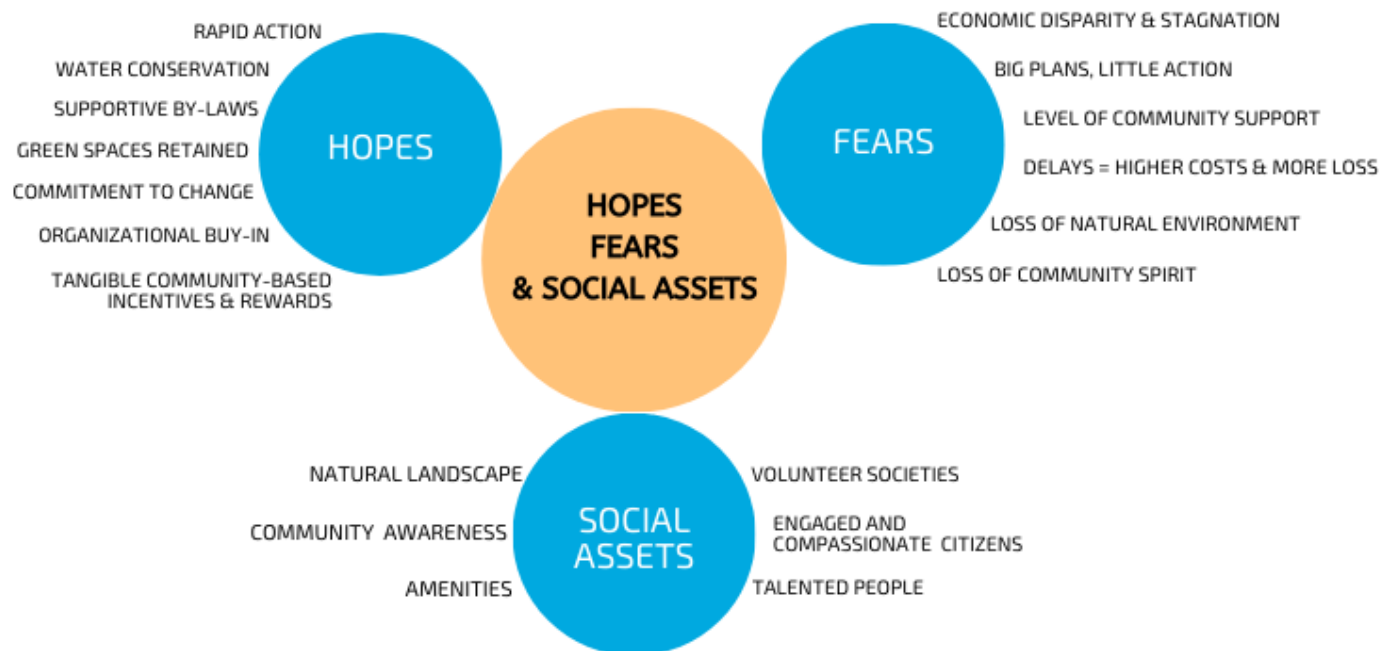 RAPID ACTION
WATER CONSERVATION
SUPPORTIVE BY-LAWS
GREEN SPACES RETAINED
COMMITMENT TO CHANGE
ORGANIZATIONAL BUY-IN
TANGIBLE COMMUNITY-BASED
INCENTIVES & REWARDS
HOPES
HOPES
FEARS
& SOCIAL ASSETS
FEARS
ECONOMIC DISPARITY & STAGNATION
BIG PLANS, LITTLE ACTION
LEVEL OF COMMUNITY SUPPORT
DELAYS = HIGHER COSTS & MORE LOSS
LOSS OF NATURAL ENVIRONMENT
LOSS OF COMMUNITY SPIRIT
NATURAL LANDSCAPE
COMMUNITY AWARENESS
AMENITIES
SOCIAL
ASSETS
VOLUNTEER SOCIETIES
ENGAGED AND
COMPASSIONATE CITIZENS
TALENTED PEOPLE